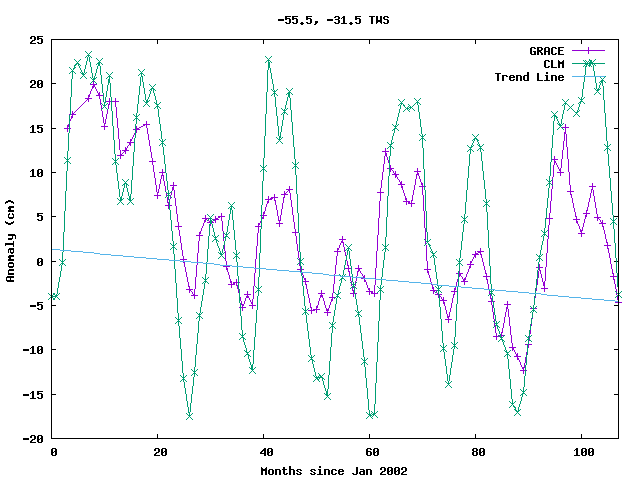 -55.5, -31.5 TWS
GRACE
CLM
Trend Line
25
20
15
10
5
0
-5
-10
-15
-20
Anomaly (cm)
0 20 40 60 80 100
Months since Jan 2002